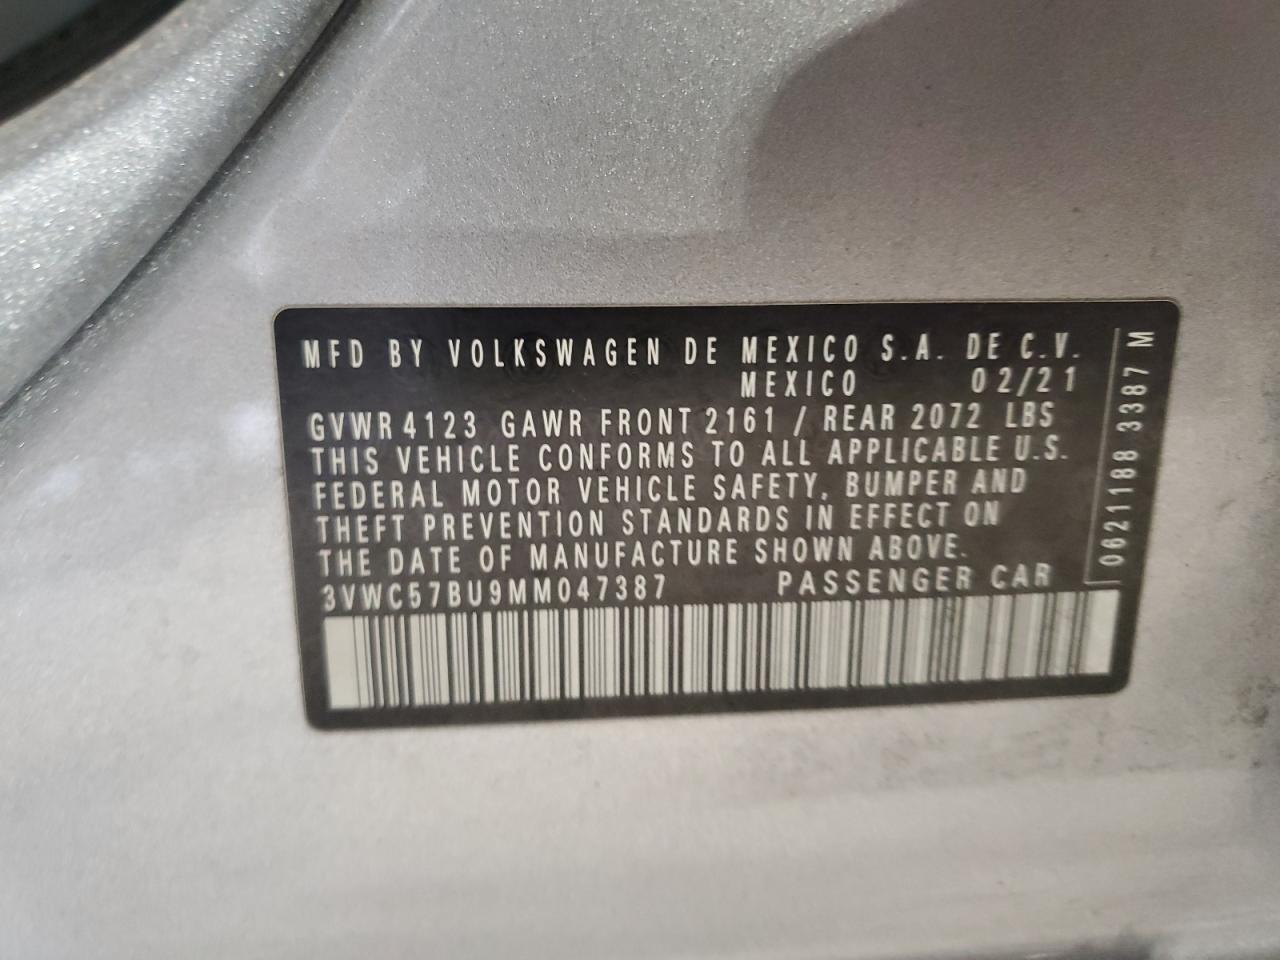 MFD BY VOLKSWAGEN DE MEXICO S.A. DE C.V.
MEXICO 02/21
GVWR 4123 GAWR FRONT 2161 / REAR 2072 LBS
THIS VEHICLE CONFORMS TO ALL APPLICABLE U.S.
FEDERAL MOTOR VEHICLE SAFETY, BUMPER AND
THEFT PREVENTION STANDARDS IN EFFECT ON
THE DATE OF MANUFACTURE SHOWN ABOVE.
3VWC57BU9MM047387 PASSENGER CAR
0621188 3387 M